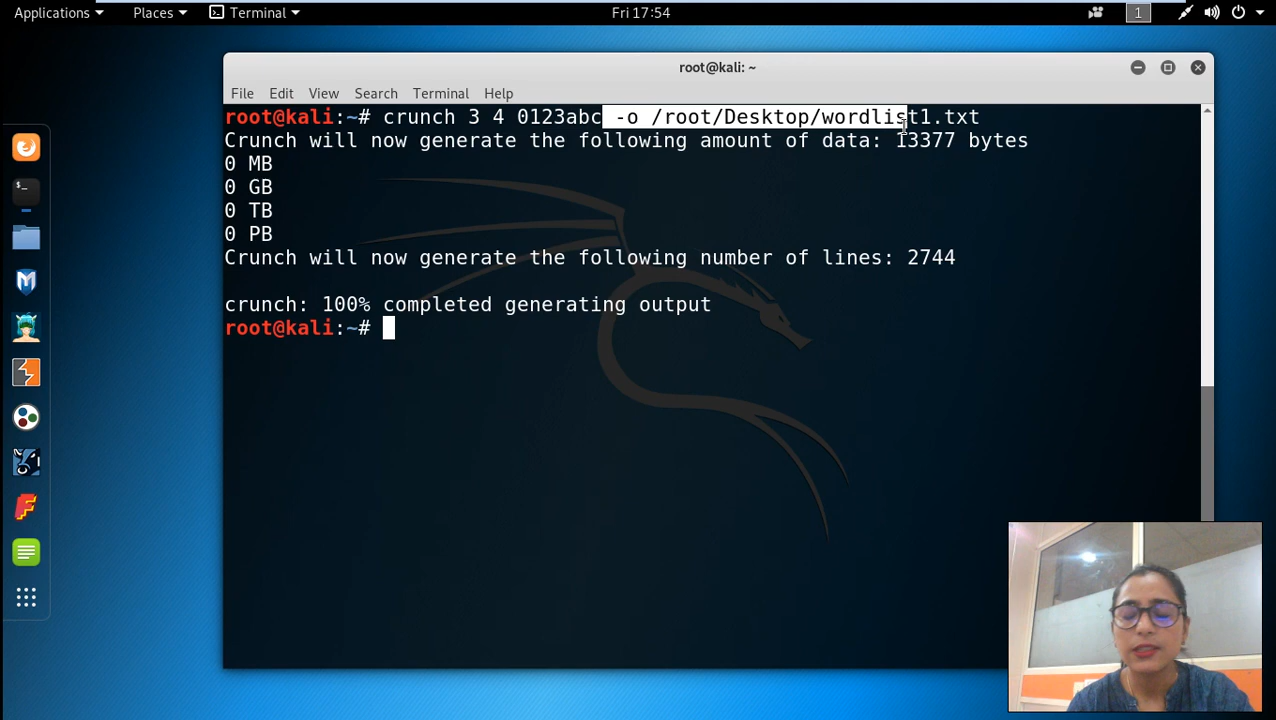 Applications Places Terminal Fri 17:54 1
root@kali: ~
File Edit View Search Terminal Help
root@kali:~# crunch 3 4 0123abc -o /root/Desktop/wordlist1.txt
Crunch will now generate the following amount of data: 13377 bytes
0 MB
0 GB
0 TB
0 PB
Crunch will now generate the following number of lines: 2744
crunch: 100% completed generating output
root@kali:~#